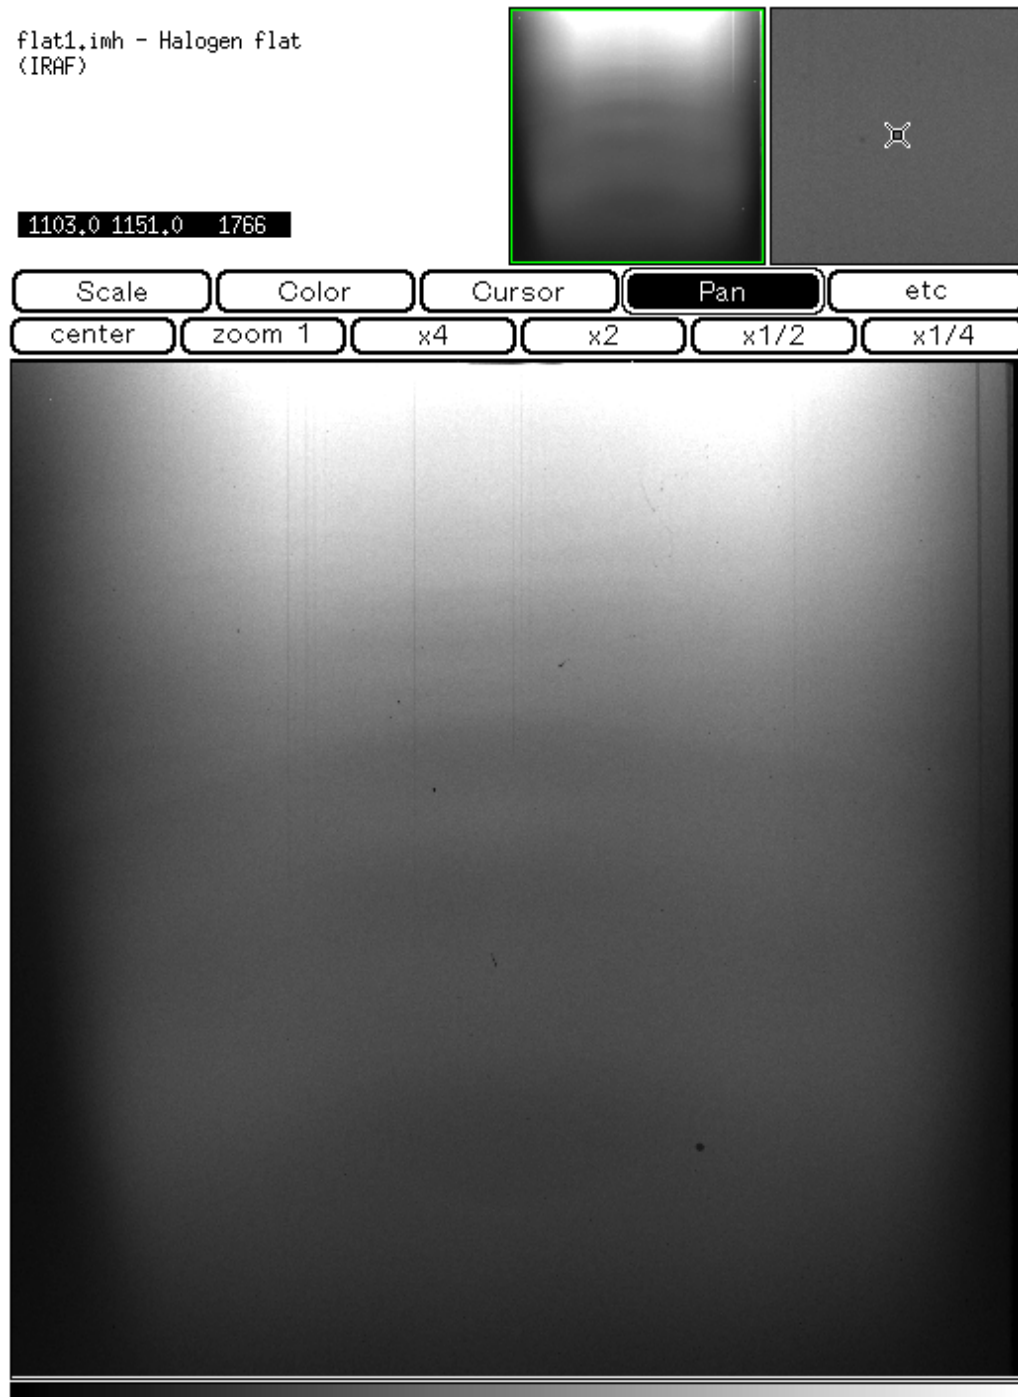 flat1.imh - Halogen flat
(IRAF)
1103.0 1151.0 1766
Scale Color Cursor Pan etc
center zoom 1 x4 x2 x1/2 x1/4